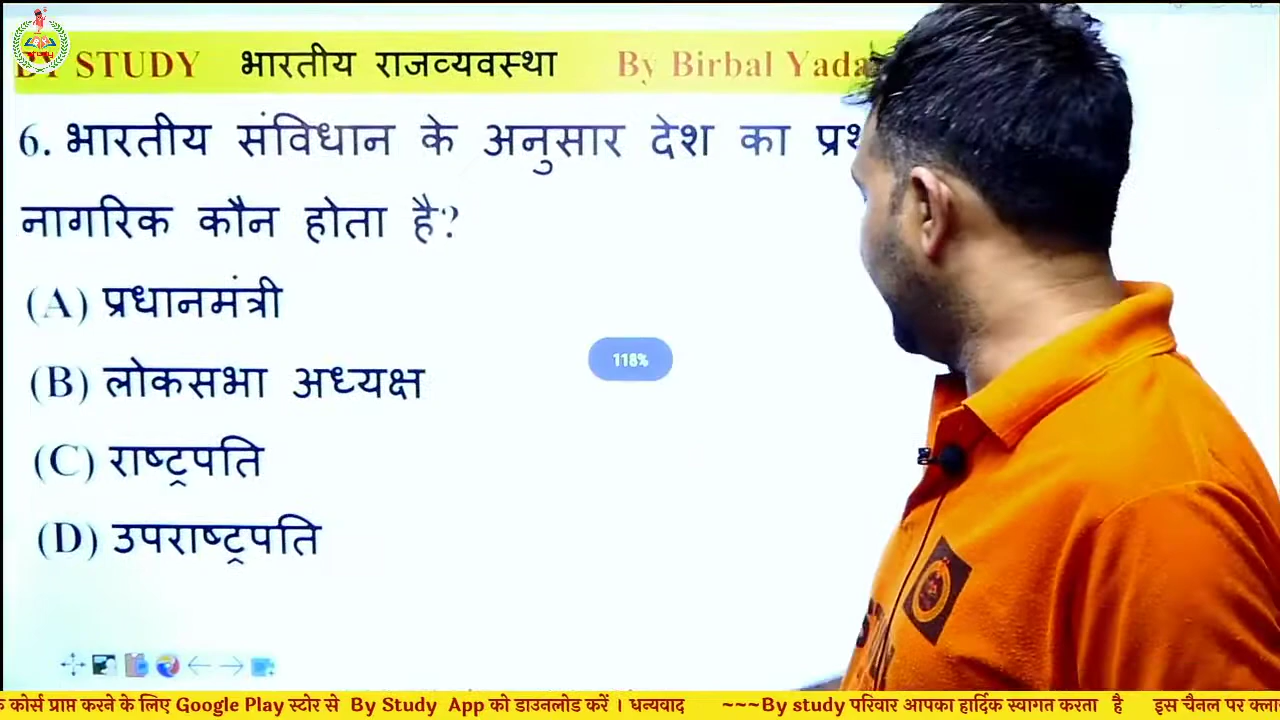 BY STUDY भारतीय राजव्यवस्था By Birbal
6. भारतीय संविधान के अनुसार देश का
नागरिक कौन होता है?
(A) प्रधानमंत्री
(B) लोकसभा अध्यक्ष
(C) राष्ट्रपति
(D) उपराष्ट्रपति
118%
कोर्स प्राप्त करने के लिए Google Play स्टोर से By Study App को डाउनलोड करें । धन्यवाद ~~~By study परिवार आपका हार्दिक स्वागत करता है इस चैनल पर